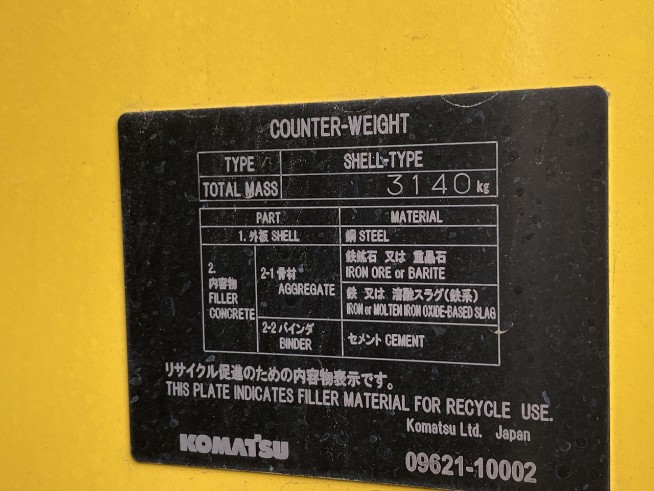 COUNTER-WEIGHT
TYPE SHELL-TYPE
TOTAL MASS 3140 kg
PART MATERIAL
1. 外板 SHELL 鋼 STEEL
2. 内容物 FILLER CONCRETE
2-1 骨材 AGGREGATE
鉄鉱石 又は 重晶石
IRON ORE or BARITE
鉄 又は 溶融スラグ(鉄系)
IRON or MOLTEN IRON OXIDE-BASED SLAG
2-2 バインダ BINDER
セメント CEMENT
リサイクル促進のための内容物表示です。
THIS PLATE INDICATES FILLER MATERIAL FOR RECYCLE USE.
Komatsu Ltd. Japan
KOMATSU 09621-10002